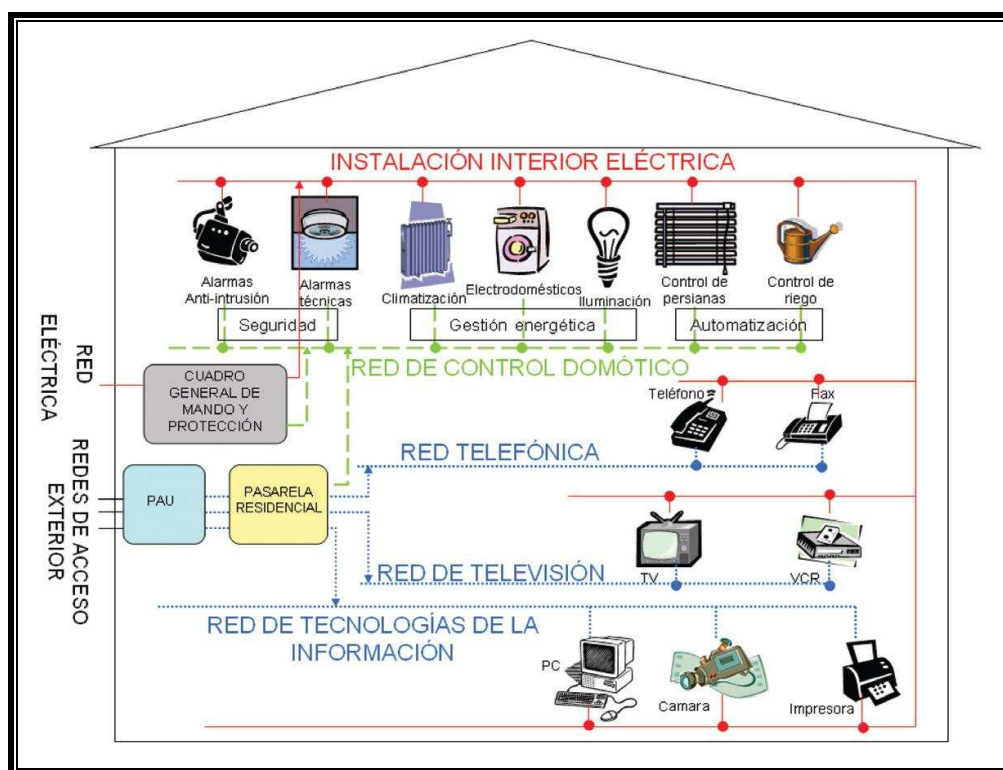 INSTALACIÓN INTERIOR ELÉCTRICA
Alarmas
Anti-intrusión
Alarmas
técnicas
Climatización
Electrodomésticos
Iluminación
Control de
persianas
Control de
riego
Seguridad
Gestión energética
Automatización
RED DE CONTROL DOMÓTICO
RED
ELÉCTRICA
CUADRO
GENERAL DE
MANDO Y
PROTECCIÓN
Teléfono
Fax
RED TELEFÓNICA
REDES DE ACCESO
EXTERIOR
PAU
PASARELA
RESIDENCIAL
TV
VCR
RED DE TELEVISIÓN
RED DE TECNOLOGÍAS DE LA
INFORMACIÓN
PC
Camara
Impresora